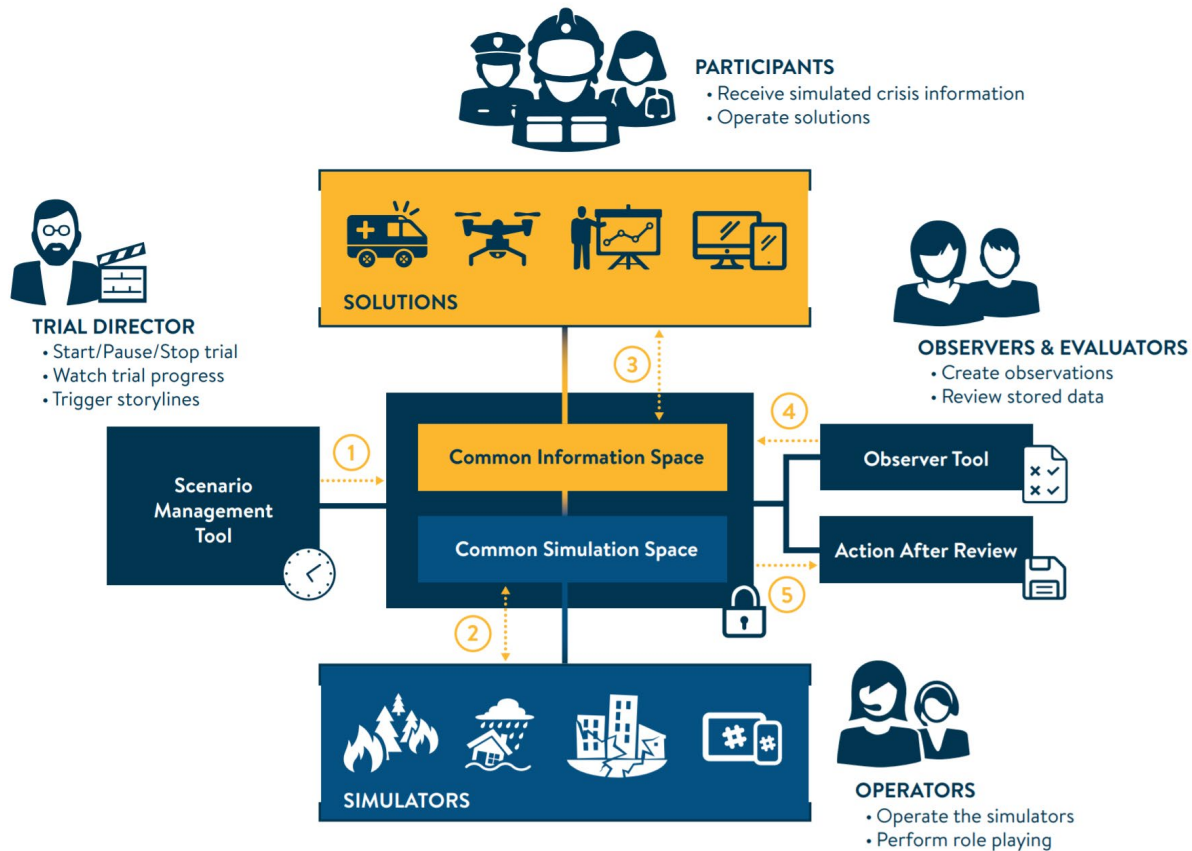 PARTICIPANTS
• Receive simulated crisis information
• Operate solutions
SOLUTIONS
TRIAL DIRECTOR
• Start/Pause/Stop trial
• Watch trial progress
• Trigger storylines
OBSERVERS & EVALUATORS
• Create observations
• Review stored data
3
4
1
Common Information Space
Observer Tool
Scenario
Management
Tool
Common Simulation Space
Action After Review
5
2
SIMULATORS
# #
OPERATORS
• Operate the simulators
• Perform role playing